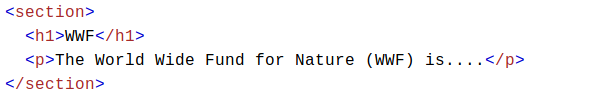 <section>
  <h1>WWF</h1>
  <p>The World Wide Fund for Nature (WWF) is....</p>
</section>